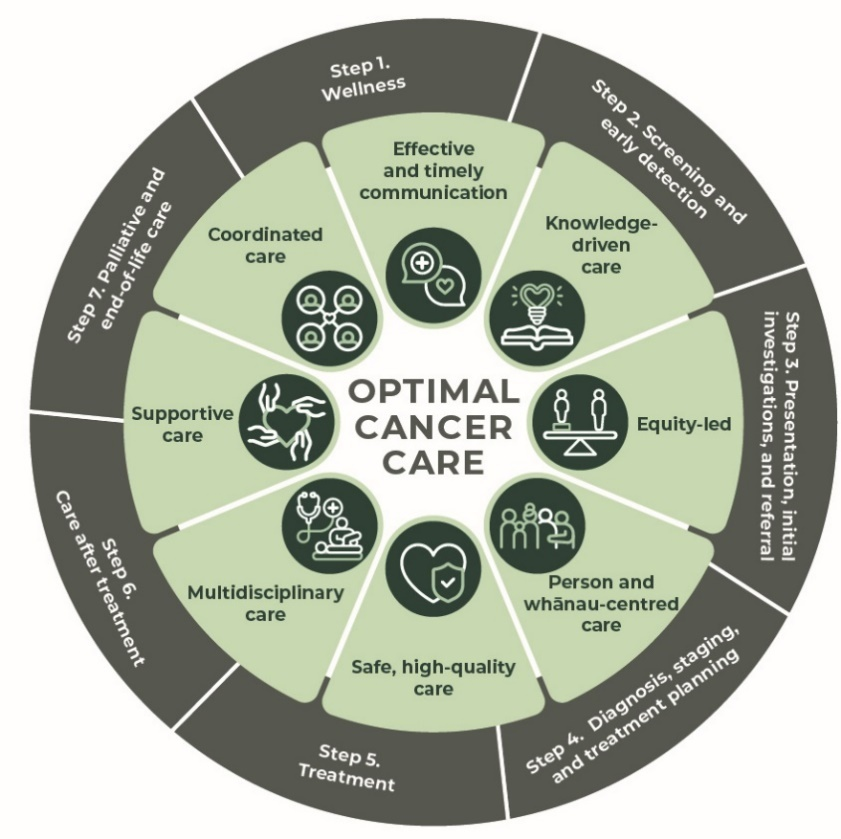 OPTIMAL
CANCER
CARE
Effective
and timely
communication
Knowledge-
driven
care
Equity-led
Person and
whānau-centred
care
Safe, high-quality
care
Multidisciplinary
care
Supportive
care
Coordinated
care
Step 1.
Wellness
Step 2. Screening and
early detection
Step 3. Presentation, initial
investigations, and referral
Step 4. Diagnosis, staging,
and treatment planning
Step 5.
Treatment
Step 6.
Care after treatment
Step 7. Palliative and
end-of-life care